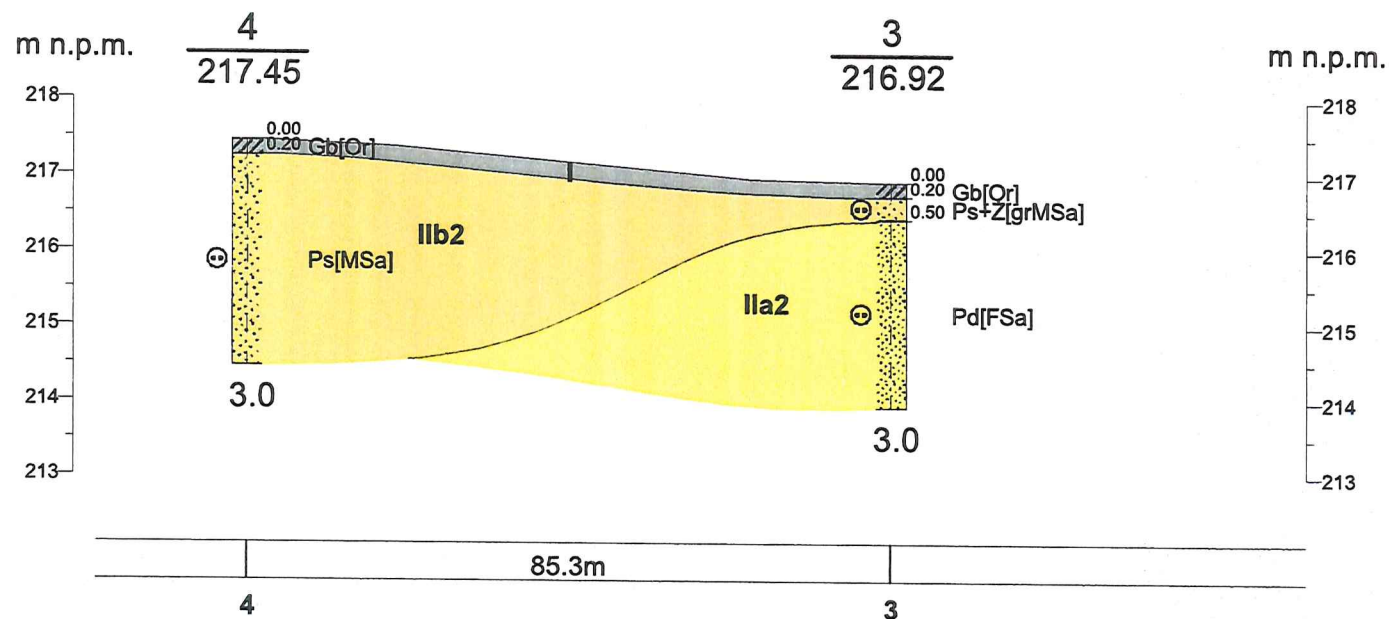 m n.p.m.
4
217.45
3
216.92
m n.p.m.
218
217
216
215
214
213
0.00
0.20 Gb[Or]
IIb2
Ps[MSa]
3.0
0.00
0.20 Gb[Or]
Ps+Z[grMSa]
0.50
IIa2
Pd[FSa]
3.0
218
217
216
215
214
213
85.3m
4
3